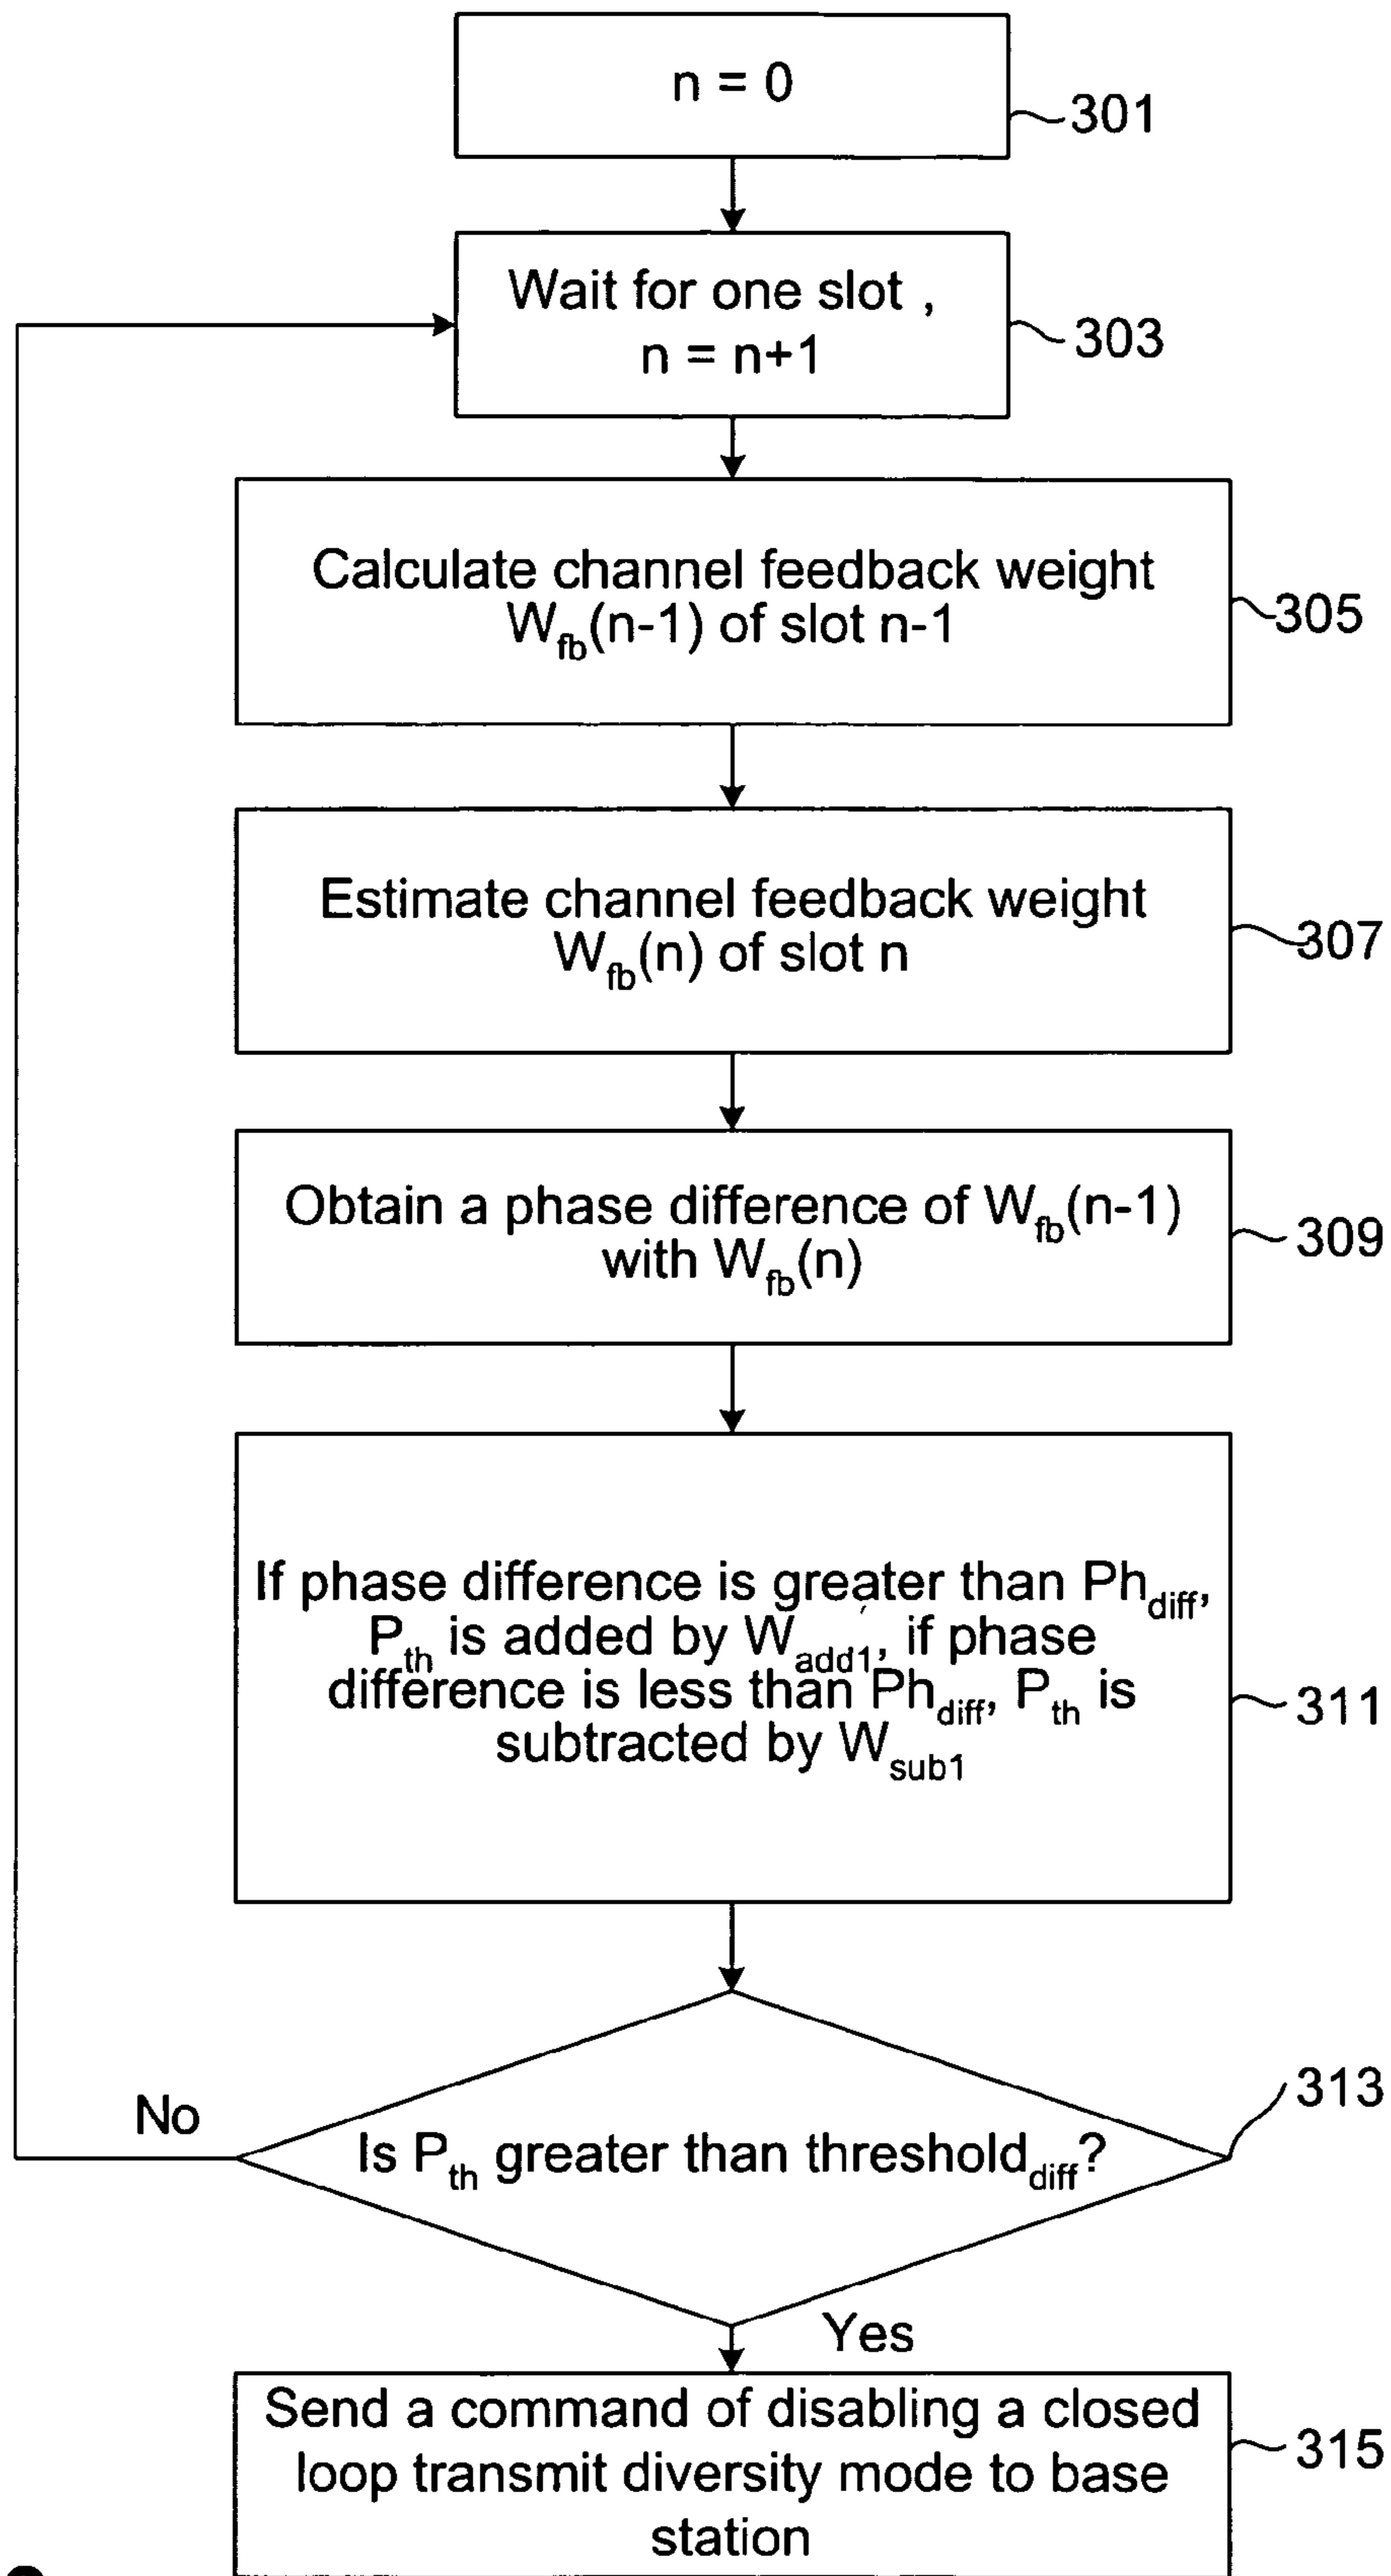 n = 0
301
Wait for one slot ,
n = n+1
303
Calculate channel feedback weight
Wfb(n-1) of slot n-1
305
Estimate channel feedback weight
Wfb(n) of slot n
307
Obtain a phase difference of Wfb(n-1)
with Wfb(n)
309
If phase difference is greater than Phdiff,
Pth is added by Wadd1, if phase
difference is less than Phdiff, Pth is
subtracted by Wsub1
311
313
No
Is Pth greater than thresholddiff?
Yes
Send a command of disabling a closed
loop transmit diversity mode to base
station
315